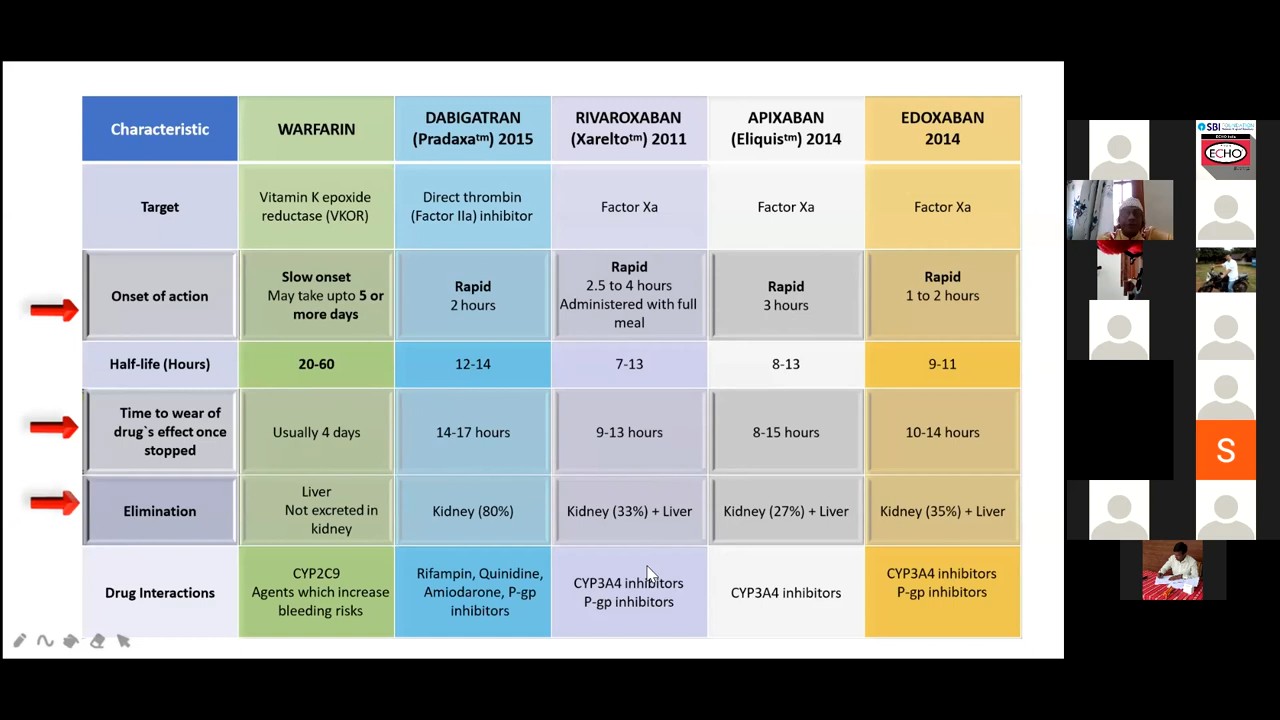 Characteristic
WARFARIN
DABIGATRAN
(Pradaxa™) 2015
RIVAROXABAN
(Xarelto™) 2011
APIXABAN
(Eliquis™) 2014
EDOXABAN
2014
Target
Vitamin K epoxide
reductase (VKOR)
Direct thrombin
(Factor IIa) inhibitor
Factor Xa
Factor Xa
Factor Xa
Onset of action
Slow onset
May take upto 5 or
more days
Rapid
2 hours
Rapid
2.5 to 4 hours
Administered with full
meal
Rapid
3 hours
Rapid
1 to 2 hours
Half-life (Hours)
20-60
12-14
7-13
8-13
9-11
Time to wear of
drug`s effect once
stopped
Usually 4 days
14-17 hours
9-13 hours
8-15 hours
10-14 hours
Elimination
Liver
Not excreted in
kidney
Kidney (80%)
Kidney (33%) + Liver
Kidney (27%) + Liver
Kidney (35%) + Liver
Drug Interactions
CYP2C9
Agents which increase
bleeding risks
Rifampin, Quinidine,
Amiodarone, P-gp
inhibitors
CYP3A4 inhibitors
P-gp inhibitors
CYP3A4 inhibitors
CYP3A4 inhibitors
P-gp inhibitors
SBI
ECHO
S